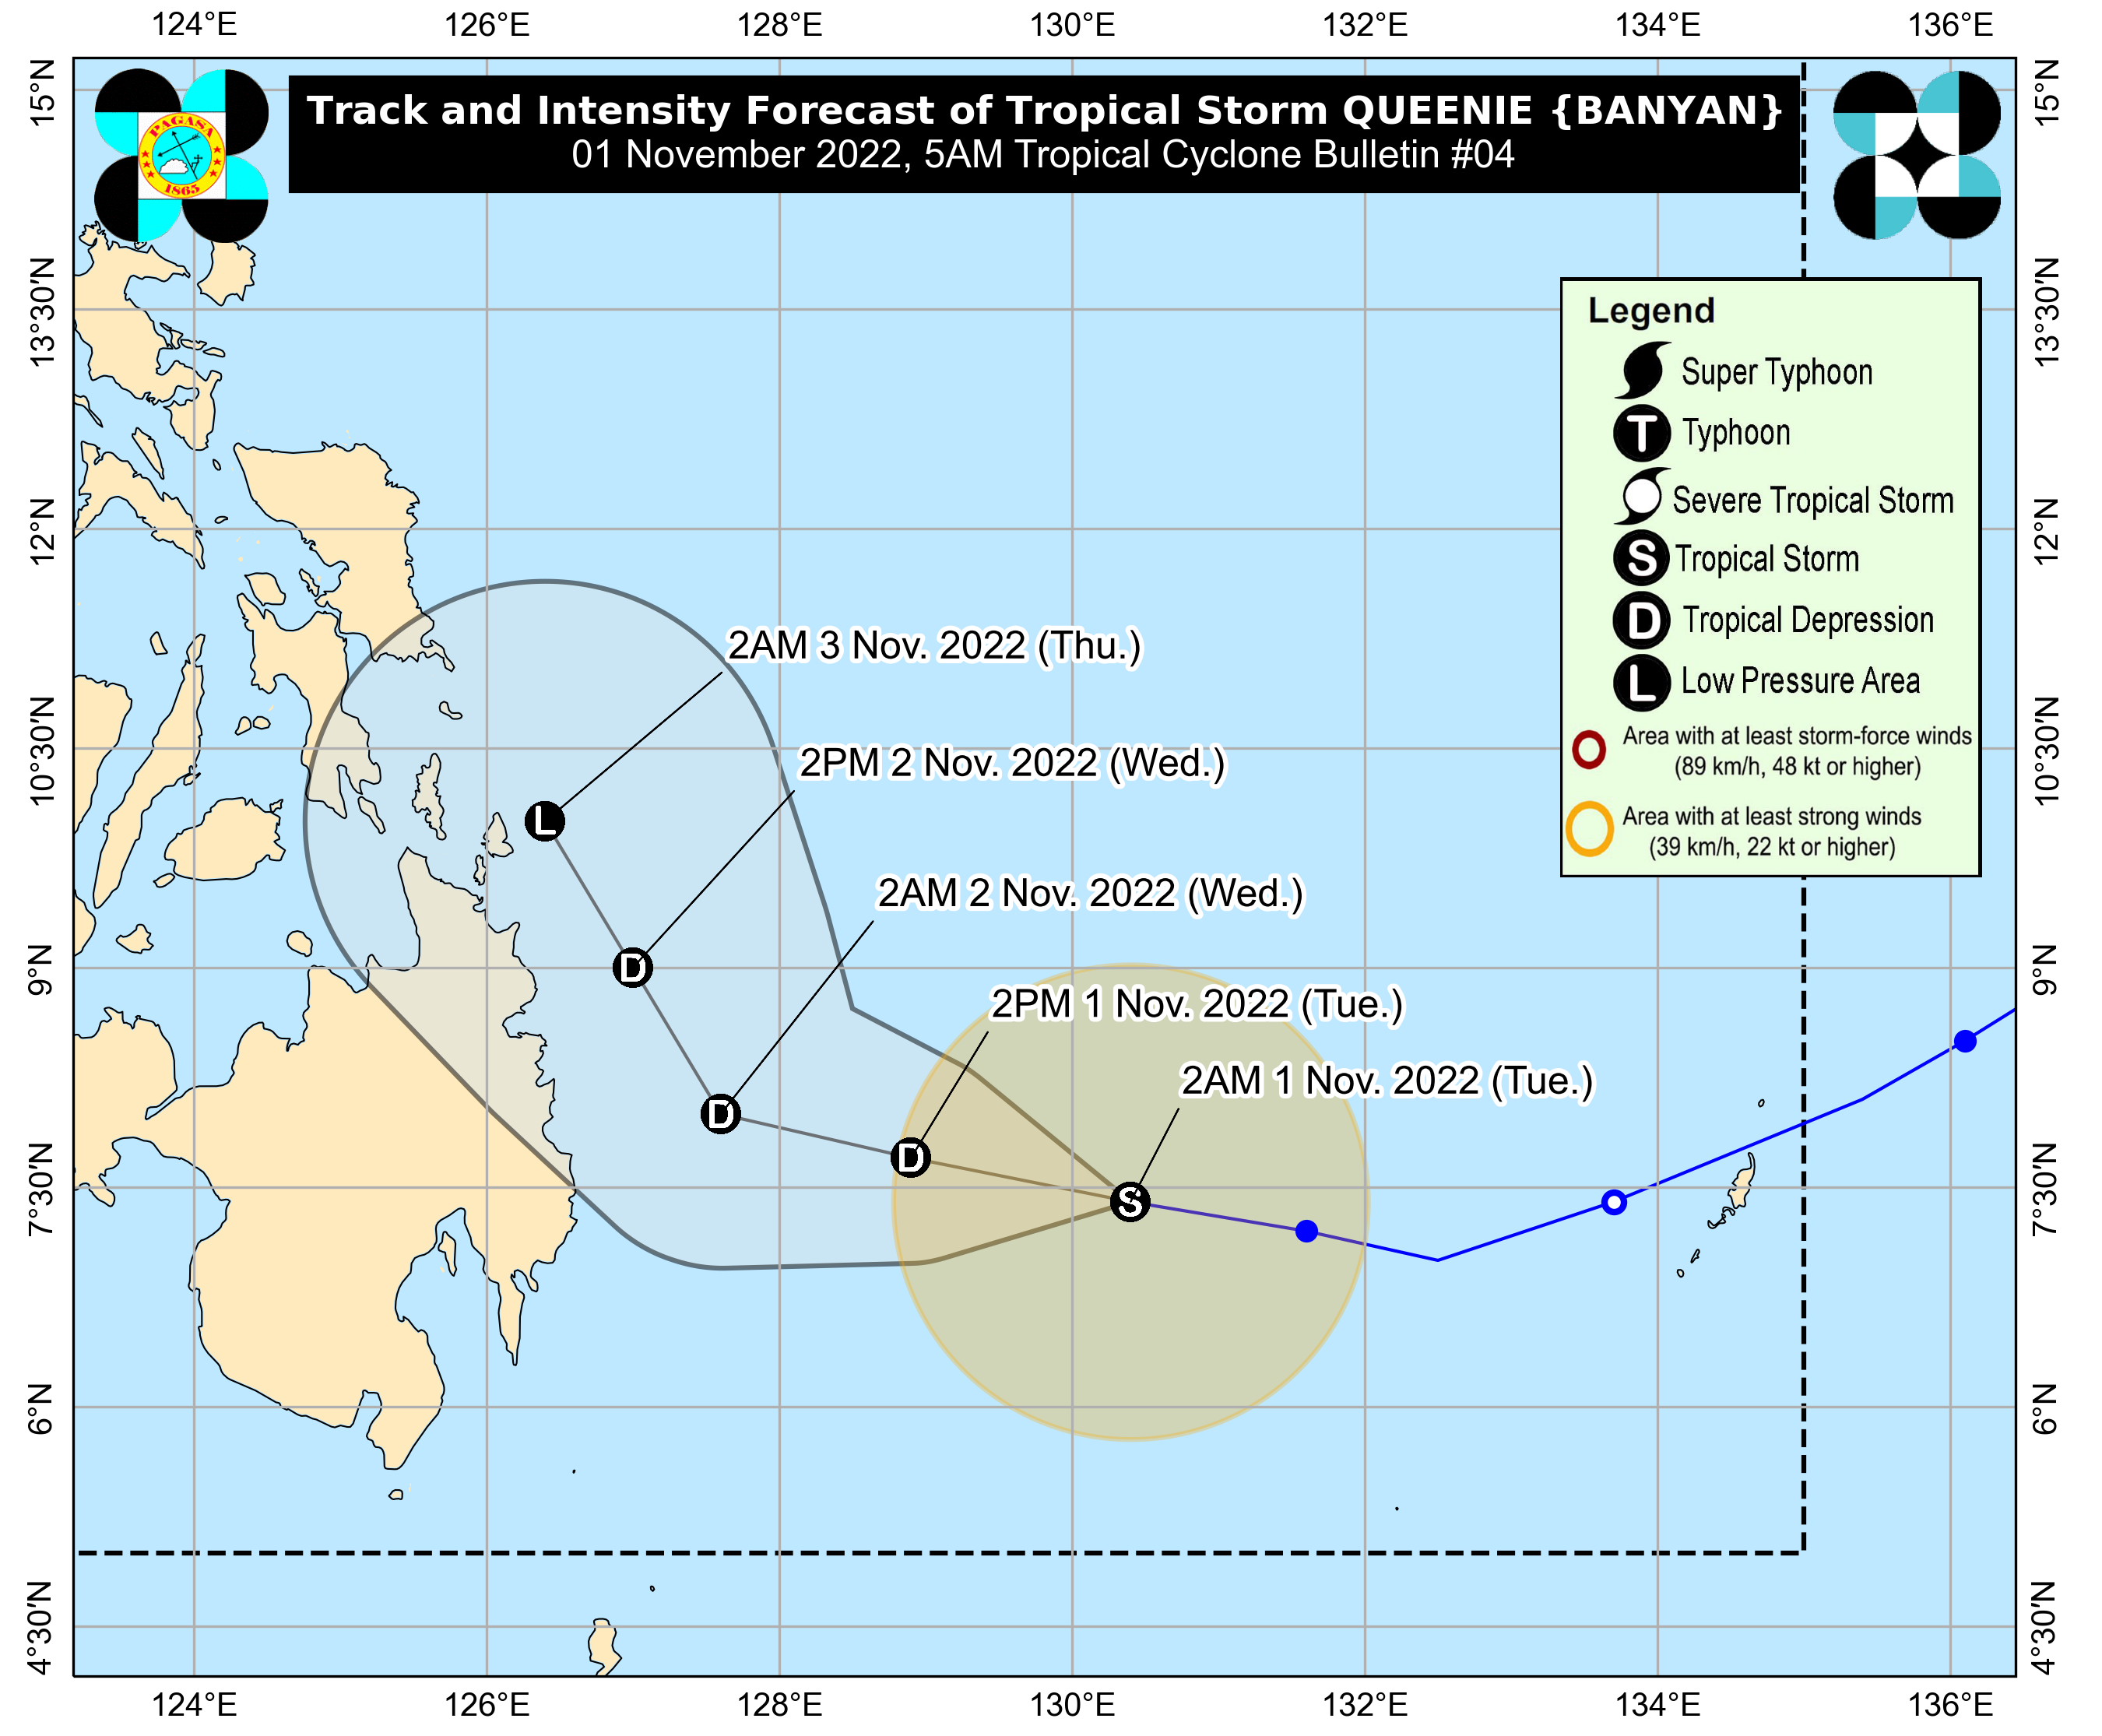 124°E 126°E 128°E 130°E 132°E 134°E 136°E
15°N 15°N
PAGASA
1865
Track and Intensity Forecast of Tropical Storm QUEENIE {BANYAN}
01 November 2022, 5AM Tropical Cyclone Bulletin #04
13°30'N 13°30'N
Legend
Super Typhoon
T Typhoon
Severe Tropical Storm
S Tropical Storm
D Tropical Depression
L Low Pressure Area
Area with at least storm-force winds
(89 km/h, 48 kt or higher)
Area with at least strong winds
(39 km/h, 22 kt or higher)
12°N 12°N
2AM 3 Nov. 2022 (Thu.)
10°30'N 10°30'N
2PM 2 Nov. 2022 (Wed.)
L
2AM 2 Nov. 2022 (Wed.)
9°N 9°N
D
2PM 1 Nov. 2022 (Tue.)
2AM 1 Nov. 2022 (Tue.)
D
D
7°30'N 7°30'N
S
6°N 6°N
4°30'N 4°30'N
124°E 126°E 128°E 130°E 132°E 134°E 136°E